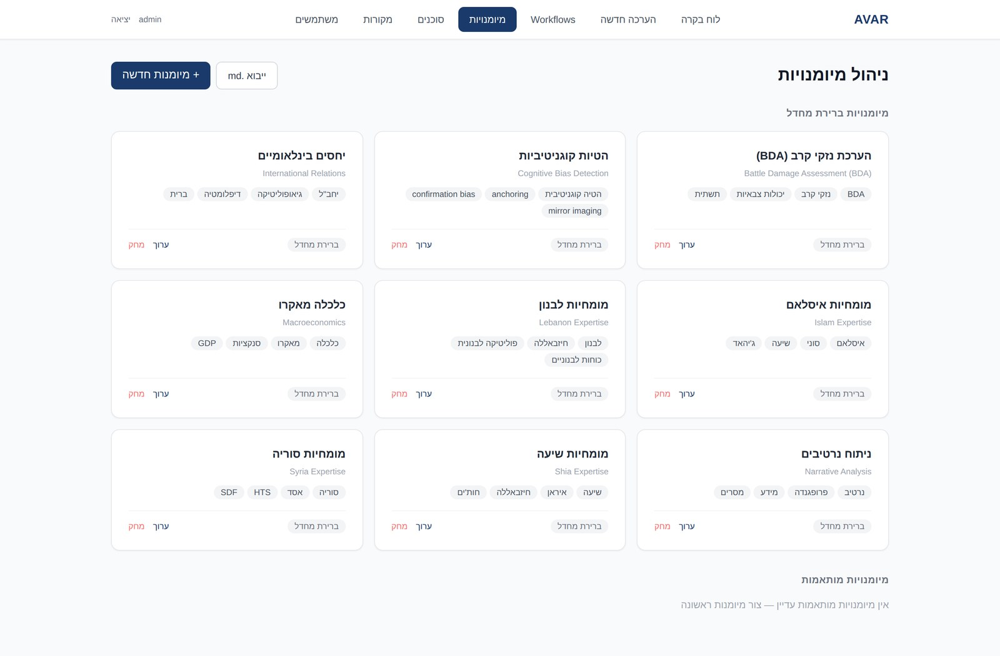 AVAR
לוח בקרה
הערכה חדשה
Workflows
מיומנויות
סוכנים
מקורות
משתמשים
admin
יציאה
ניהול מיומנויות
ייבוא .md
+ מיומנות חדשה
מיומנויות ברירת מחדל
הערכת נזקי קרב (BDA)
Battle Damage Assessment (BDA)
BDA נזקי קרב יכולות צבאיות תשתית
ברירת מחדל ערוך מחק
הטיות קוגניטיביות
Cognitive Bias Detection
הטיה קוגניטיבית anchoring confirmation bias
mirror imaging
ברירת מחדל ערוך מחק
יחסים בינלאומיים
International Relations
יחב"ל גיאופוליטיקה דיפלומטיה ברית
ברירת מחדל ערוך מחק
מומחיות איסלאם
Islam Expertise
איסלאם סוני שיעה ג'יהאד
ברירת מחדל ערוך מחק
מומחיות לבנון
Lebanon Expertise
לבנון חיזבאללה פוליטיקה לבנונית
כוחות לבנוניים
ברירת מחדל ערוך מחק
כלכלה מאקרו
Macroeconomics
כלכלה מאקרו סנקציות GDP
ברירת מחדל ערוך מחק
ניתוח נרטיבים
Narrative Analysis
נרטיב פרופגנדה מידע מסרים
ברירת מחדל ערוך מחק
מומחיות שיעה
Shia Expertise
שיעה איראן חיזבאללה חות'ים
ברירת מחדל ערוך מחק
מומחיות סוריה
Syria Expertise
סוריה אסד HTS SDF
ברירת מחדל ערוך מחק
מיומנויות מותאמות
אין מיומנויות מותאמות עדיין — צור מיומנות ראשונה